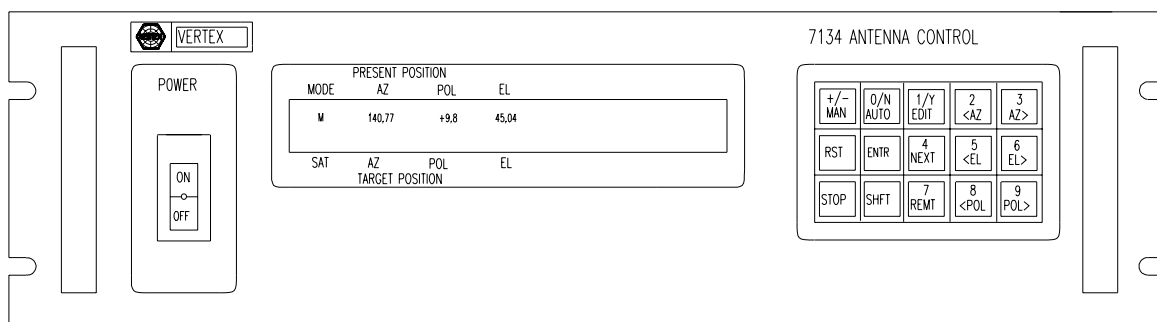 VERTEX
7134 ANTENNA CONTROL
POWER
ON
OFF
PRESENT POSITION
MODE AZ POL EL
M 140,77 +9,8 45,04
SAT AZ POL EL
TARGET POSITION
+/- MAN
0/N AUTO
1/Y EDIT
2 <AZ
3 AZ>
RST
ENTR
4 NEXT
5 <EL
6 EL>
STOP
SHFT
7 REMT
8 <POL
9 POL>